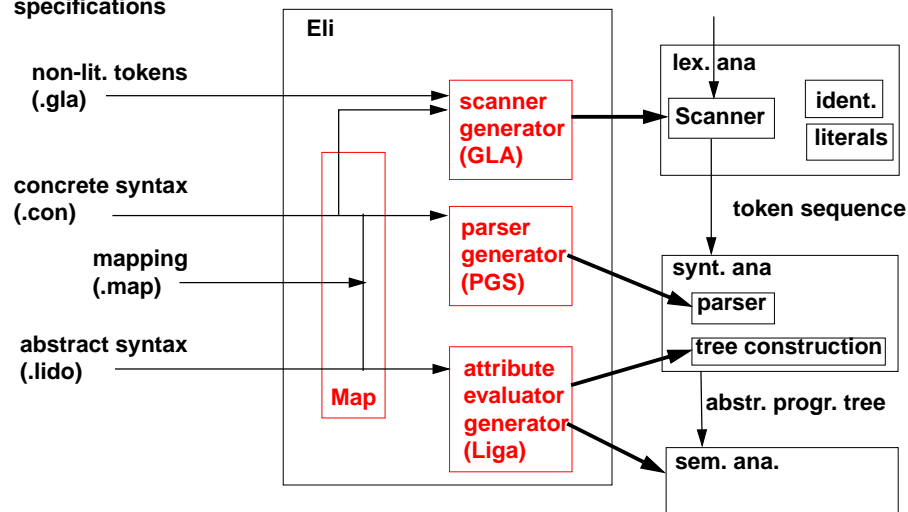 specifications
Eli
non-lit. tokens
(.gla)
scanner
generator
(GLA)
lex. ana
Scanner
ident.
literals
concrete syntax
(.con)
token sequence
parser
generator
(PGS)
mapping
(.map)
synt. ana
parser
tree construction
abstract syntax
(.lido)
Map
attribute
evaluator
generator
(Liga)
abstr. progr. tree
sem. ana.